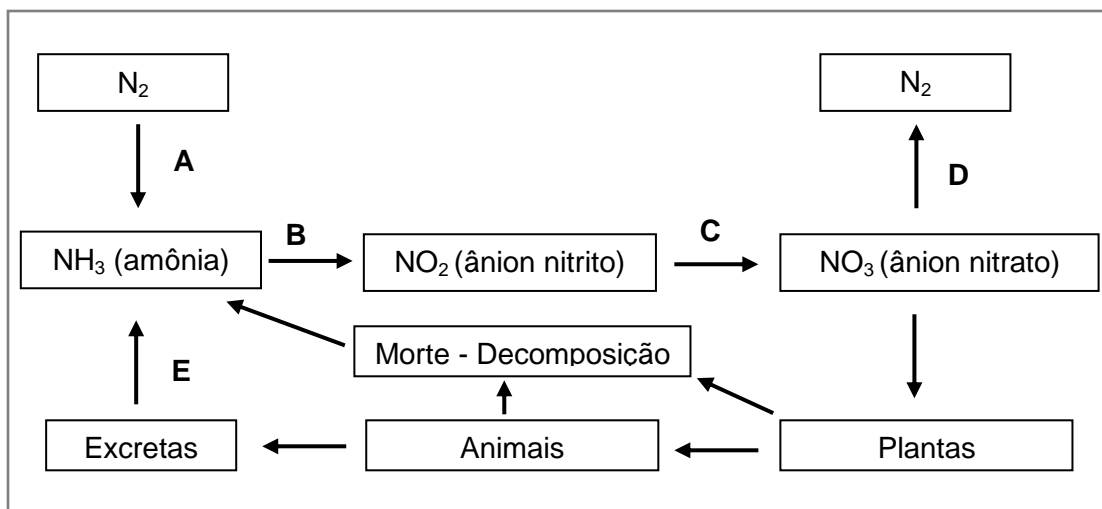 N₂
N₂
A
D
NH₃ (amônia)
B
NO₂ (ânion nitrito)
C
NO₃ (ânion nitrato)
Morte - Decomposição
E
Excretas
Animais
Plantas